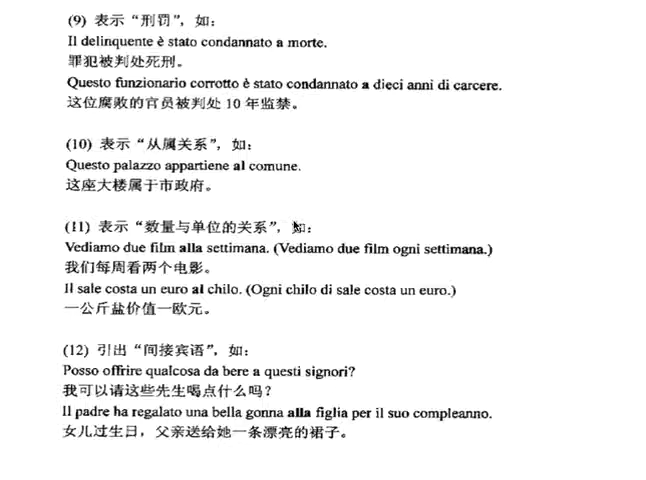 (9) 表示“刑罚”，如：
Il delinquente è stato condannato a morte.
罪犯被判处死刑。
Questo funzionario corrotto è stato condannato a dieci anni di carcere.
这位腐败的官员被判处 10 年监禁。
(10) 表示“从属关系”，如：
Questo palazzo appartiene al comune.
这座大楼属于市政府。
(11) 表示“数量与单位的关系”，如：
Vediamo due film alla settimana. (Vediamo due film ogni settimana.)
我们每周看两个电影。
Il sale costa un euro al chilo. (Ogni chilo di sale costa un euro.)
一公斤盐价值一欧元。
(12) 引出“间接宾语”，如：
Posso offrire qualcosa da bere a questi signori?
我可以请这些先生喝点什么吗？
Il padre ha regalato una bella gonna alla figlia per il suo compleanno.
女儿过生日，父亲送给她一条漂亮的裙子。